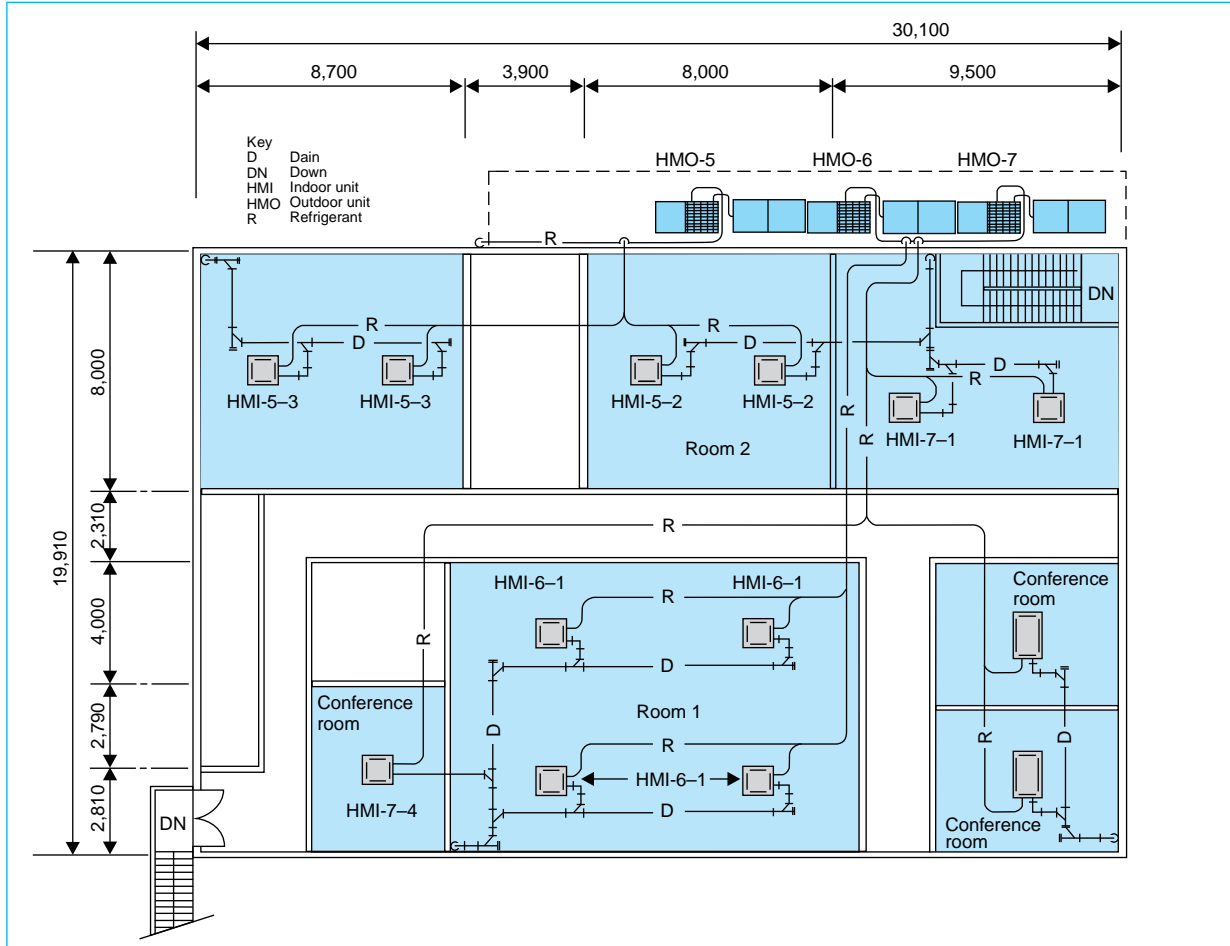 30,100
8,700
3,900
8,000
9,500
Key
D Dain
DN Down
HMI Indoor unit
HMO Outdoor unit
R Refrigerant
HMO-5
HMO-6
HMO-7
R
DN
R
D
R
D
D
R
HMI-5–3
HMI-5–3
HMI-5–2
HMI-5–2
HMI-7–1
HMI-7–1
R
R
Room 2
19,910
8,000
2,310
4,000
2,790
2,810
R
HMI-6–1
HMI-6–1
R
R
D
Conference
room
Conference
room
D
Room 1
R
HMI-6–1
D
HMI-7–4
R
D
Conference
room
DN